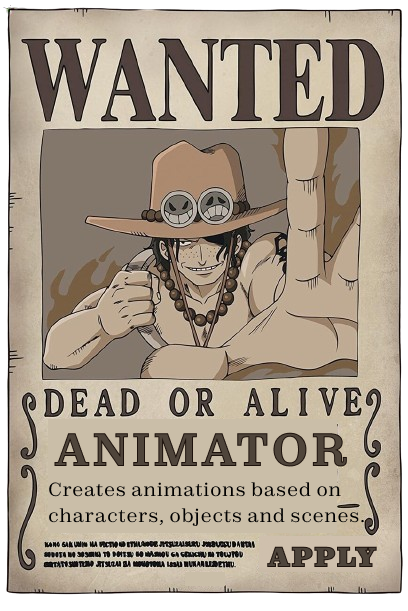 WANTED
DEAD OR ALIVE
ANIMATOR
Creates animations based on
characters, objects and scenes.
APPLY